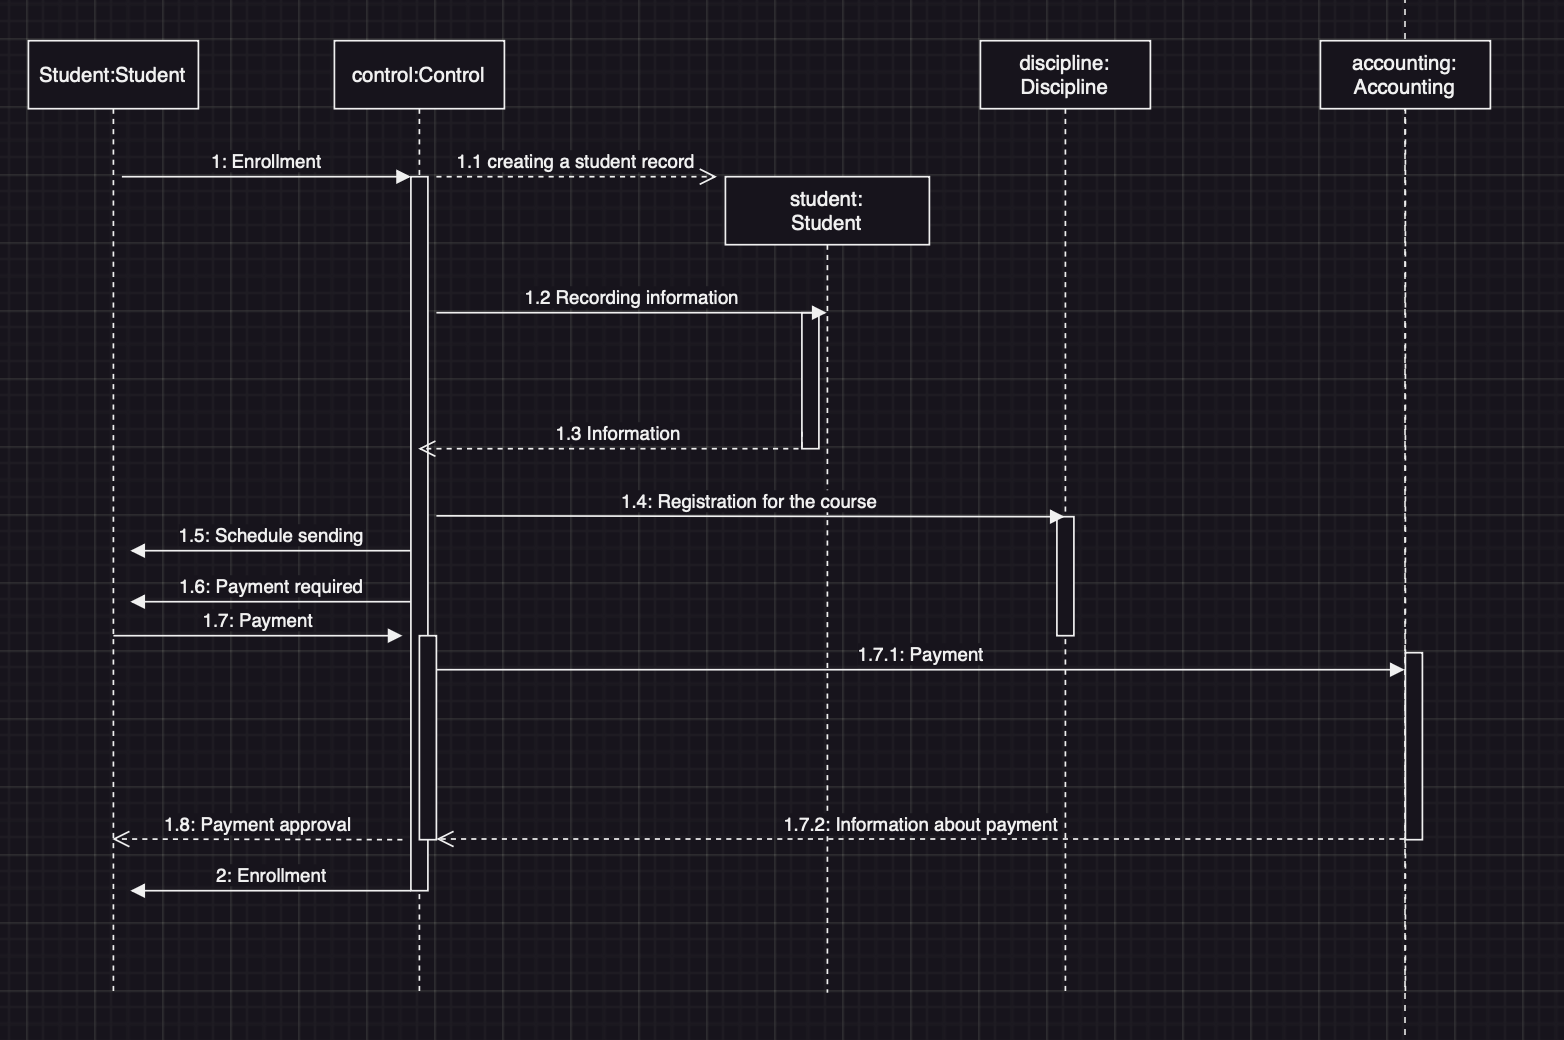 Student:Student
control:Control
discipline:
Discipline
accounting:
Accounting
1: Enrollment
1.1 creating a student record
student:
Student
1.2 Recording information
1.3 Information
1.4: Registration for the course
1.5: Schedule sending
1.6: Payment required
1.7: Payment
1.7.1: Payment
1.8: Payment approval
1.7.2: Information about payment
2: Enrollment